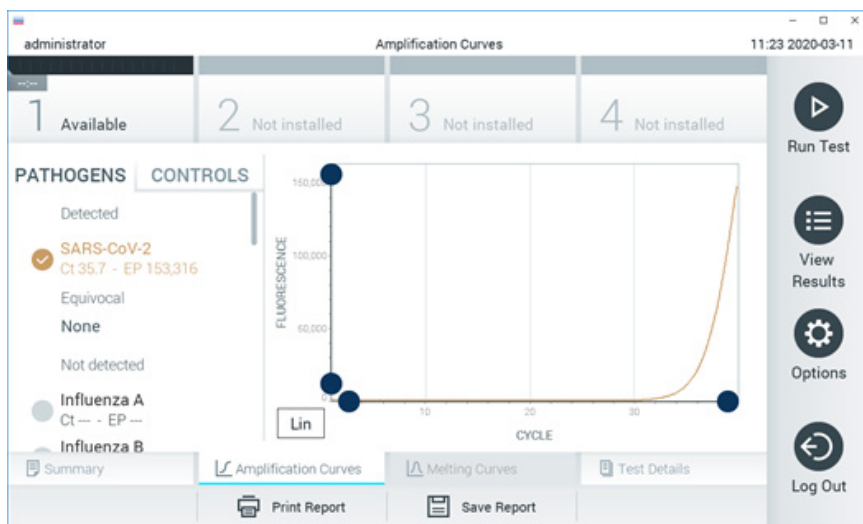 administrator Amplification Curves 11:23 2020-03-11
--:--
1 Available 2 Not installed 3 Not installed 4 Not installed
Run Test
PATHOGENS CONTROLS
Detected
SARS-CoV-2
Ct 35.7 - EP 153,316
Equivocal
None
Not detected
Influenza A
Ct --- - EP ---
Influenza B
FLUORESCENCE
150,000
100,000
50,000
0
10 20 30
CYCLE
Lin
View
Results
Options
Log Out
Summary Amplification Curves Melting Curves Test Details
Print Report Save Report